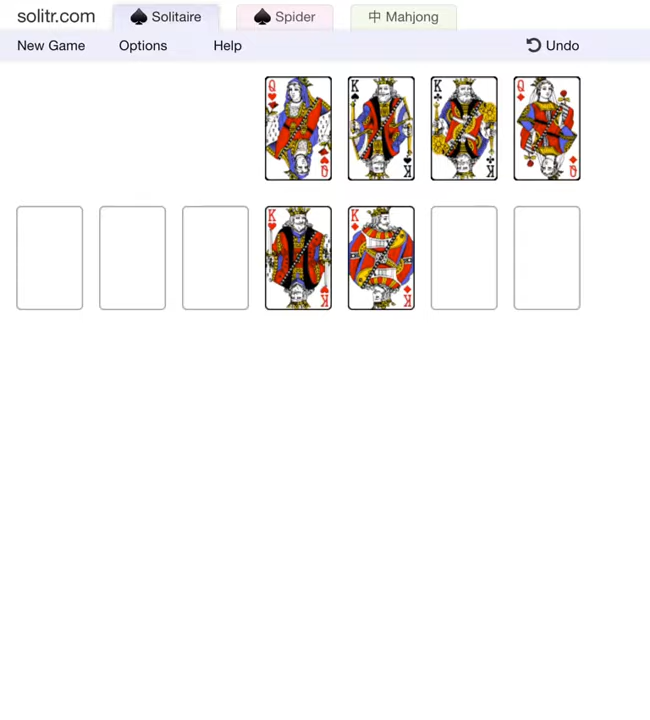 solitr.com Solitaire Spider 中 Mahjong
New Game Options Help Undo
Q K K Q
Q K K Q
K K
K K